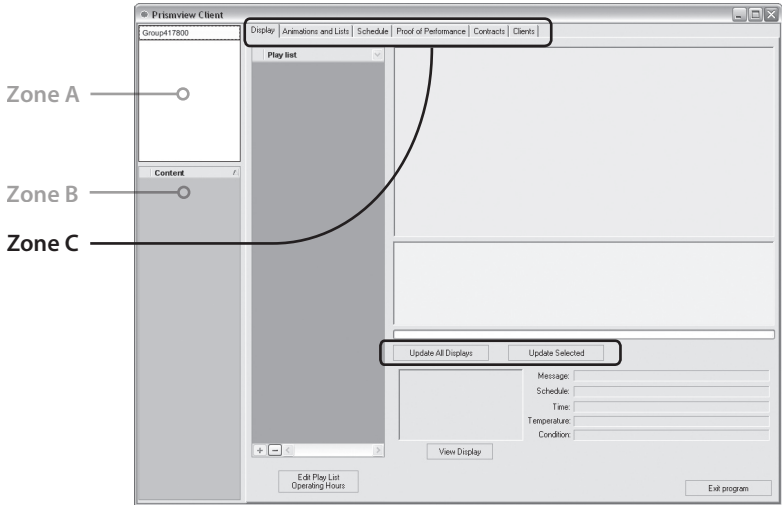 Prismview Client
Group417800
Display Animations and Lists Schedule Proof of Performance Contracts Clients
Play list
Zone A
Content
Zone B
Zone C
Update All Displays Update Selected
Message:
Schedule:
Time:
Temperature:
Condition:
View Display
Edit Play List
Operating Hours
Exit program